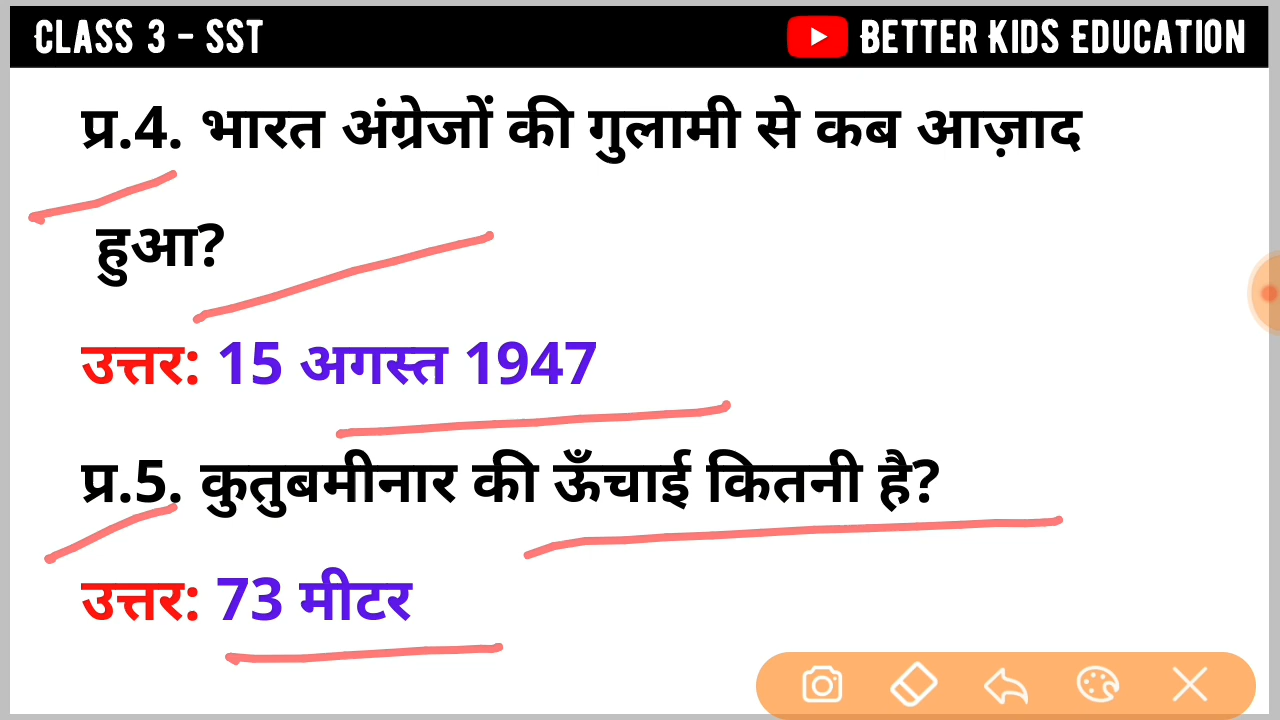 CLASS 3 - SST
BETTER KIDS EDUCATION
प्र.4. भारत अंग्रेजों की गुलामी से कब आज़ाद
हुआ?
उत्तर: 15 अगस्त 1947
प्र.5. कुतुबमीनार की ऊँचाई कितनी है?
उत्तर: 73 मीटर